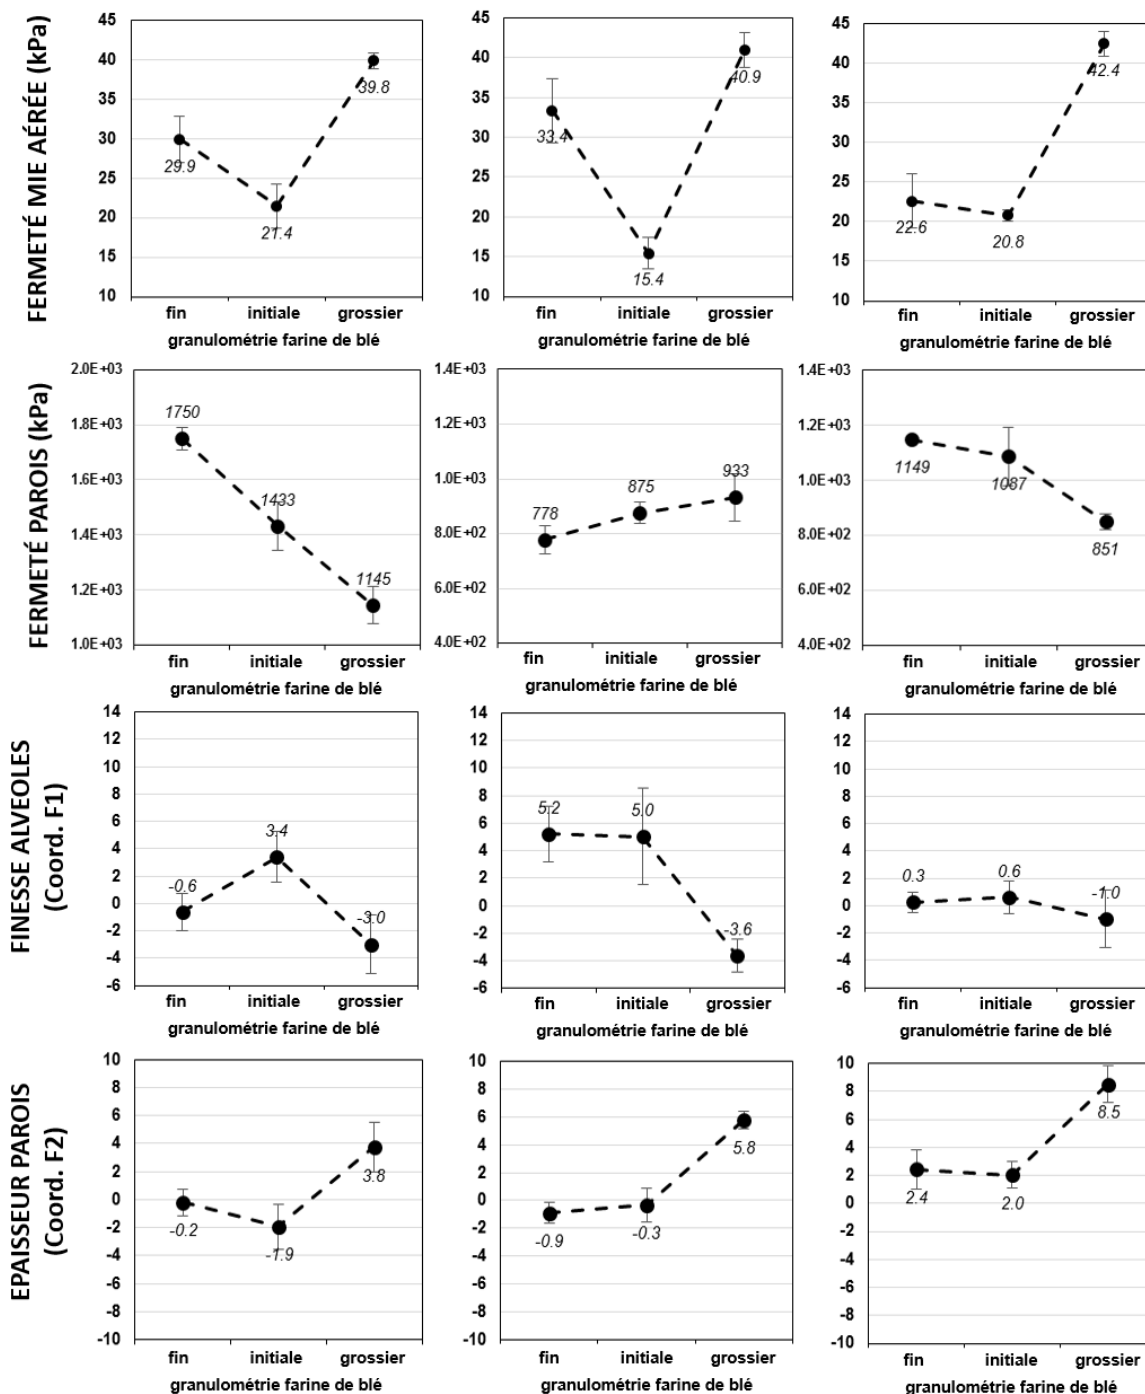 FERMETÉ MIE AÉRÉE (kPa)
45
40
35
30
25
20
15
10
29.9
21.4
39.8
fin initiale grossier
granulométrie farine de blé
45
40
35
30
25
20
15
10
33.4
15.4
40.9
fin initiale grossier
granulométrie farine de blé
45
40
35
30
25
20
15
10
22.6
20.8
42.4
fin initiale grossier
granulométrie farine de blé
FERMETÉ PAROIS (kPa)
2.0E+03
1.8E+03
1.6E+03
1.4E+03
1.2E+03
1.0E+03
1750
1433
1145
fin initiale grossier
granulométrie farine de blé
1.4E+03
1.2E+03
1.0E+03
8.0E+02
6.0E+02
4.0E+02
778
875
933
fin initiale grossier
granulométrie farine de blé
1.4E+03
1.2E+03
1.0E+03
8.0E+02
6.0E+02
4.0E+02
1149
1087
851
fin initiale grossier
granulométrie farine de blé
FINESSE ALVEOLES
(Coord. F1)
14
12
10
8
6
4
2
0
-2
-4
-6
-0.6
3.4
-3.0
fin initiale grossier
granulométrie farine de blé
14
12
10
8
6
4
2
0
-2
-4
-6
5.2
5.0
-3.6
fin initiale grossier
granulométrie farine de blé
14
12
10
8
6
4
2
0
-2
-4
-6
0.3
0.6
-1.0
fin initiale grossier
granulométrie farine de blé
EPAISSEUR PAROIS
(Coord. F2)
10
8
6
4
2
0
-2
-4
-6
-8
-10
-0.2
-1.9
3.8
fin initiale grossier
granulométrie farine de blé
10
8
6
4
2
0
-2
-4
-6
-8
-10
-0.9
-0.3
5.8
fin initiale grossier
granulométrie farine de blé
10
8
6
4
2
0
-2
-4
-6
-8
-10
2.4
2.0
8.5
fin initiale grossier
granulométrie farine de blé